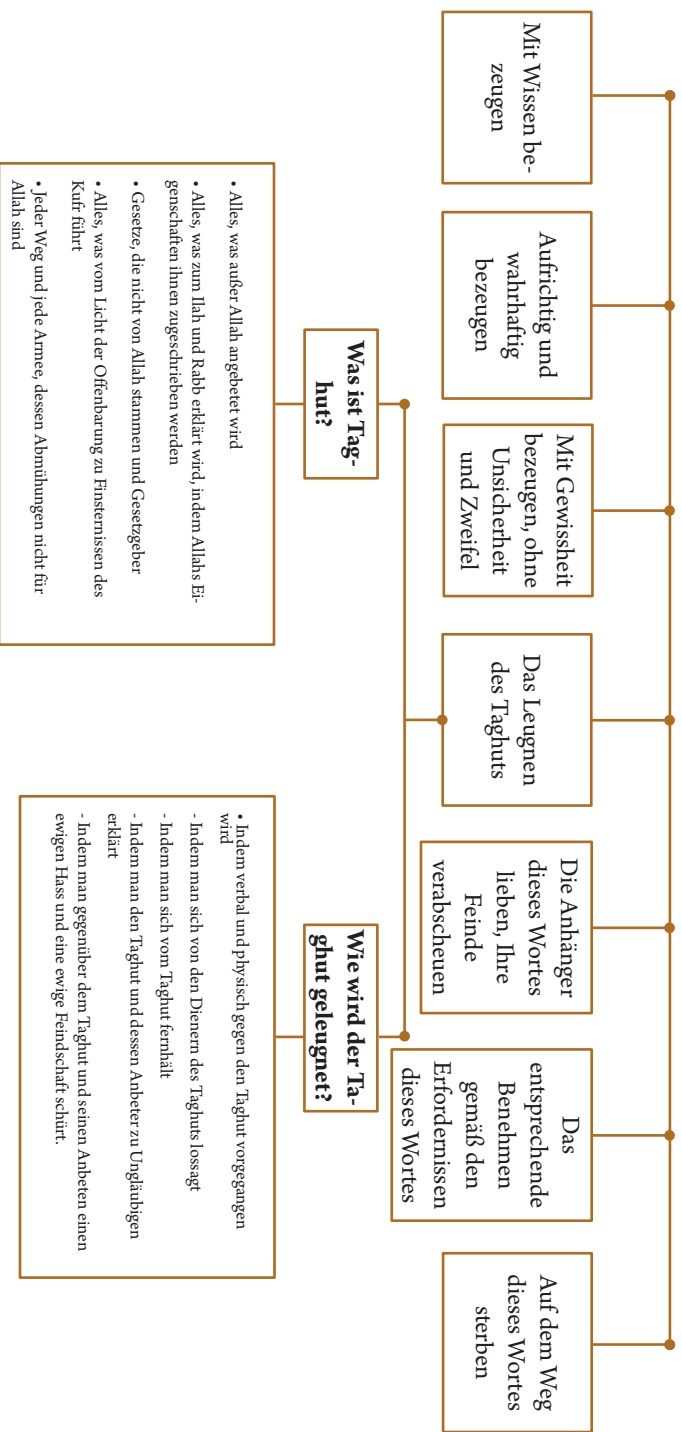 Mit Wissen be-
zeugen
Aufrichtig und
wahrhaftig
bezeugen
Mit Gewissheit
bezeugen, ohne
Unsicherheit
und Zweifel
Das Leugnen
des Taghuts
Die Anhänger
dieses Wortes
lieben, Ihre
Feinde
verabscheuen
Das
entsprechende
Benehmen
gemäß den
Erfordernissen
dieses Wortes
Auf dem Weg
dieses Wortes
sterben
Was ist Tag-
hut?
• Alles, was außer Allah angebetet wird
• Alles, was zum Ilah und Rabb erklärt wird, indem Allahs Ei-
genschaften ihnen zugeschrieben werden
• Gesetze, die nicht von Allah stammen und Gesetzgeber
• Alles, was vom Licht der Offenbarung zu Finsternissen des
Kufr führt
• Jeder Weg und jede Armee, dessen Abmühungen nicht für
Allah sind
Wie wird der Ta-
ghut geleugnet?
• Indem verbal und physisch gegen den Taghut vorgegangen
wird
- Indem man sich von den Dienern des Taghuts lossagt
- Indem man sich vom Taghut fernhält
- Indem man den Taghut und dessen Anbeter zu Ungläubigen
erklärt
- Indem man gegenüber dem Taghut und seinen Anbeten einen
ewigen Hass und eine ewige Feindschaft schürt.